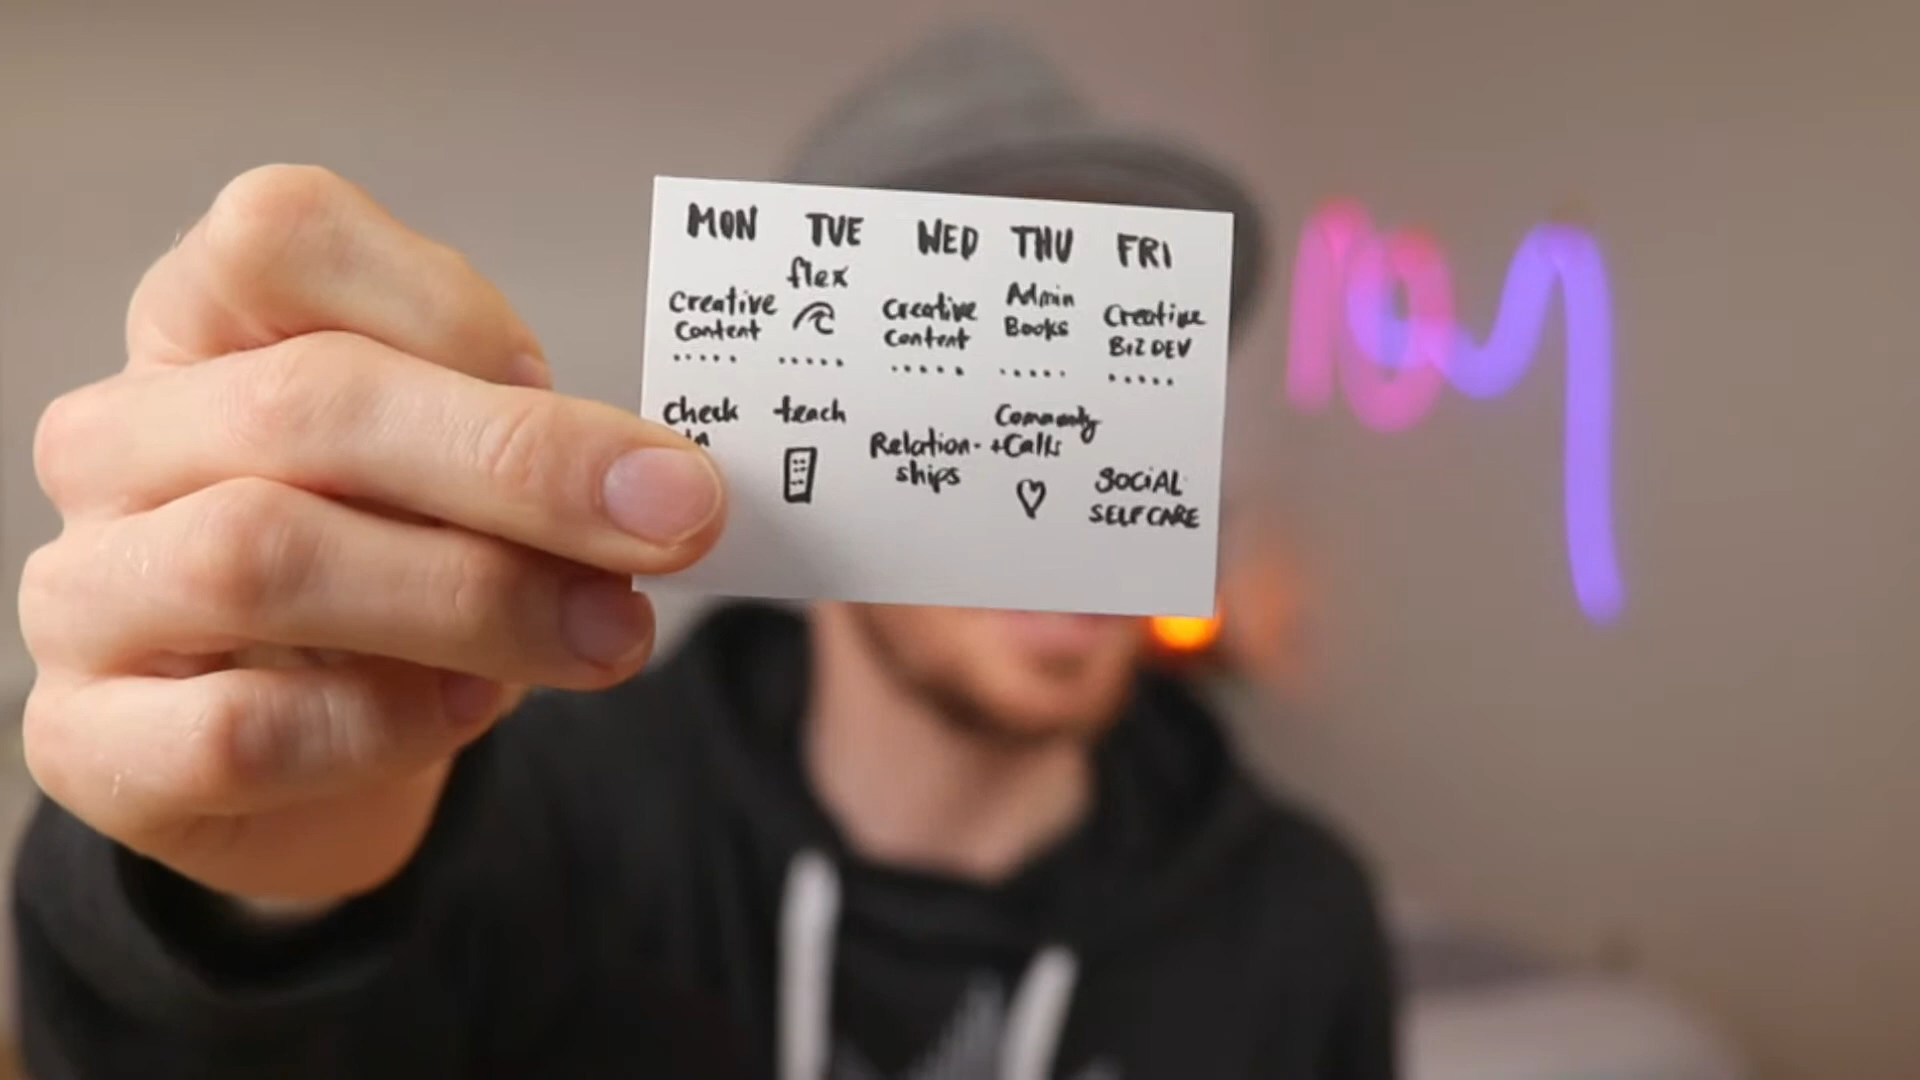 MON TUE WED THU FRI
flex
Creative Content
Creative Content
Admin Books
Creative BIZ DEV
Check in
teach
Relation-ships
Community + Calls
SOCIAL SELF CARE